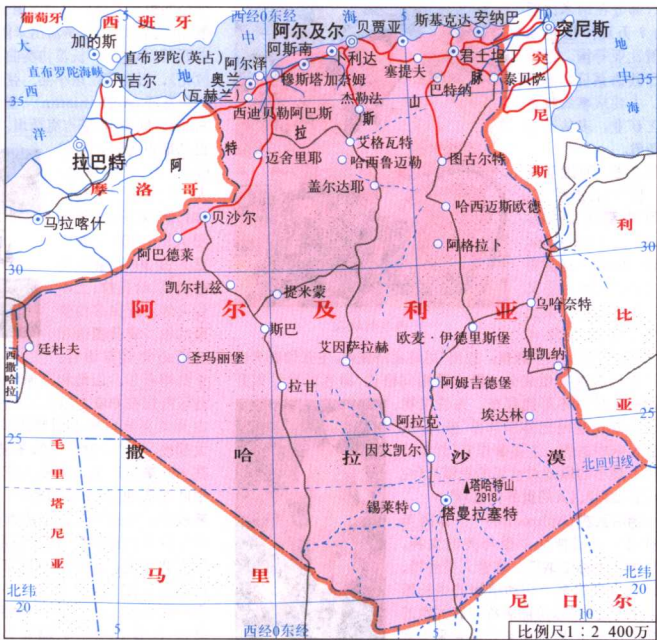 葡萄牙
西班牙
西经0东经
5
海
10
大
西
洋
加的斯
直布罗陀(英占)
直布罗陀海峡
丹吉尔
中
地
阿尔及尔
贝贾亚
斯基克达
安纳巴
突尼斯
阿斯南
卜利达
阿尔泽
奥兰
(瓦赫兰)
穆斯塔加奈姆
塞提夫
君士坦丁
巴特纳
脉
泰贝萨
突
尼
斯
地
中
海
35
35
西迪贝勒阿巴斯
杰勒法
斯
山
拉
特
阿
拉巴特
摩洛哥
迈舍里耶
艾格瓦特
哈西鲁迈勒
图古尔特
盖尔达耶
马拉喀什
贝沙尔
哈西迈斯欧德
阿巴德莱
阿格拉卜
利
比
亚
30
30
凯尔扎兹
提米蒙
乌哈奈特
阿尔及利亚
斯巴
欧麦·伊德里斯堡
廷杜夫
圣玛丽堡
艾因萨拉赫
坦凯纳
西撒哈拉
拉甘
阿姆吉德堡
阿拉克
埃达林
25
25
撒哈拉沙漠
因艾凯尔
北回归线
毛里塔尼亚
塔哈特山
2918
锡莱特
塔曼拉塞特
马里
北纬
20
北纬
20
尼日尔
5
西经0东经
5
10
比例尺1:2 400万